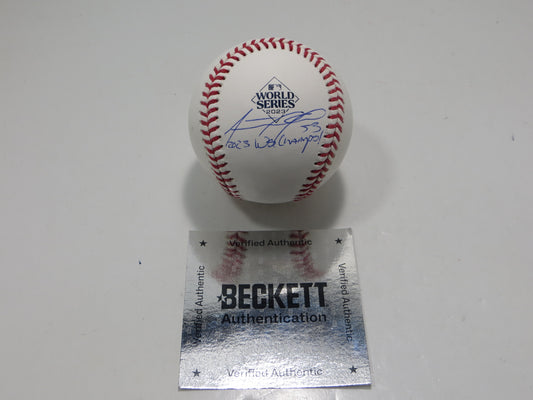 WORLD
SERIES
2023
53
2023 WS Champs!
Verified Authentic
Verified Authentic
BECKETT
Authentication
Verified Authentic
Verified Authentic